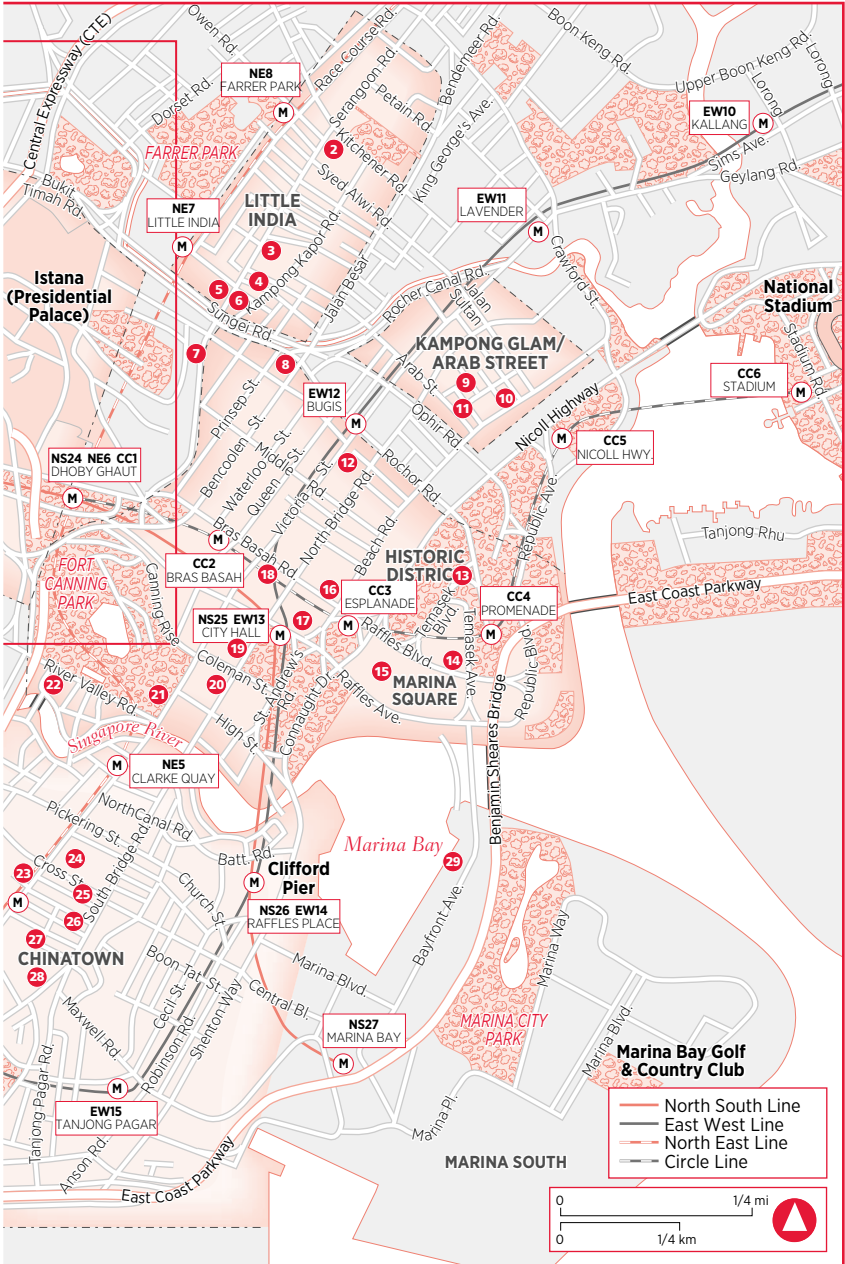 Owen Rd.
Race Course Rd.
Boon Keng Rd.
Central Expressway (CTE)
NE8
FARRER PARK
Serangoon Rd.
Bendemeer Rd.
Upper Boon Keng Rd.
Lorong
Lorong
Dorset Rd.
Petain Rd.
EW10
KALLANG
M
M
King George's Ave.
Kitchener Rd.
2
FARRER PARK
Sims Ave.
Geylang Rd.
Syed Alwi Rd.
Bukit
Timah Rd.
NE7
LITTLE INDIA
LITTLE
INDIA
EW11
LAVENDER
M
M
3
Kampong Kapor Rd.
Jalan Besar
Crawford St.
Istana
(Presidential
Palace)
4
5
6
Rocher Canal Rd.
Jalan
Sultan
National
Stadium
Sungei Rd.
Stadium Rd.
7
8
KAMPONG GLAM/
ARAB STREET
Arab St.
9
10
11
CC6
STADIUM
M
Prinsep St.
EW12
BUGIS
M
Ophir Rd.
Nicoll Highway
M
CC5
NICOLL HWY.
Bencoolen St.
Waterloo St.
Middle Rd.
Queen St.
Victoria St.
12
Rochor Rd.
NS24 NE6 CC1
DHOBY GHAUT
M
North Bridge Rd.
Beach Rd.
Republic Ave.
Tanjong Rhu
Bras Basah Rd.
M
CC2
BRAS BASAH
HISTORIC
DISTRICT
13
FORT
CANNING
PARK
Canning Rise
18
16
CC3
ESPLANADE
M
Temasek
Blvd.
CC4
PROMENADE
M
East Coast Parkway
NS25 EW13
CITY HALL
M
17
Raffles Blvd.
Temasek Ave.
Republic Blvd.
19
Coleman St.
St. Andrew's
Rd.
Connaught Dr.
14
15
MARINA
SQUARE
22
River Valley Rd.
21
20
Raffles Ave.
High St.
Singapore River
Benjamin Sheares Bridge
M
NE5
CLARKE QUAY
NorthCanal Rd.
Pickering St.
Marina Bay
29
24
Batt. Rd.
Clifford
Pier
23
Cross St.
South Bridge Rd.
M
25
M
Church St.
NS26 EW14
RAFFLES PLACE
26
Bayfront Ave.
Marina Way
27
CHINATOWN
28
Boon Tat St.
Marina Blvd.
Cecil St.
Central Bl.
Maxwell Rd.
Robinson Rd.
Shenton Way
NS27
MARINA BAY
M
MARINA CITY
PARK
Marina Blvd.
Marina Bay Golf
& Country Club
Tanjong Pagar Rd.
M
EW15
TANJONG PAGAR
Marina Pl.
Anson Rd.
East Coast Parkway
MARINA SOUTH
North South Line
East West Line
North East Line
Circle Line
0
1/4 mi
0
1/4 km